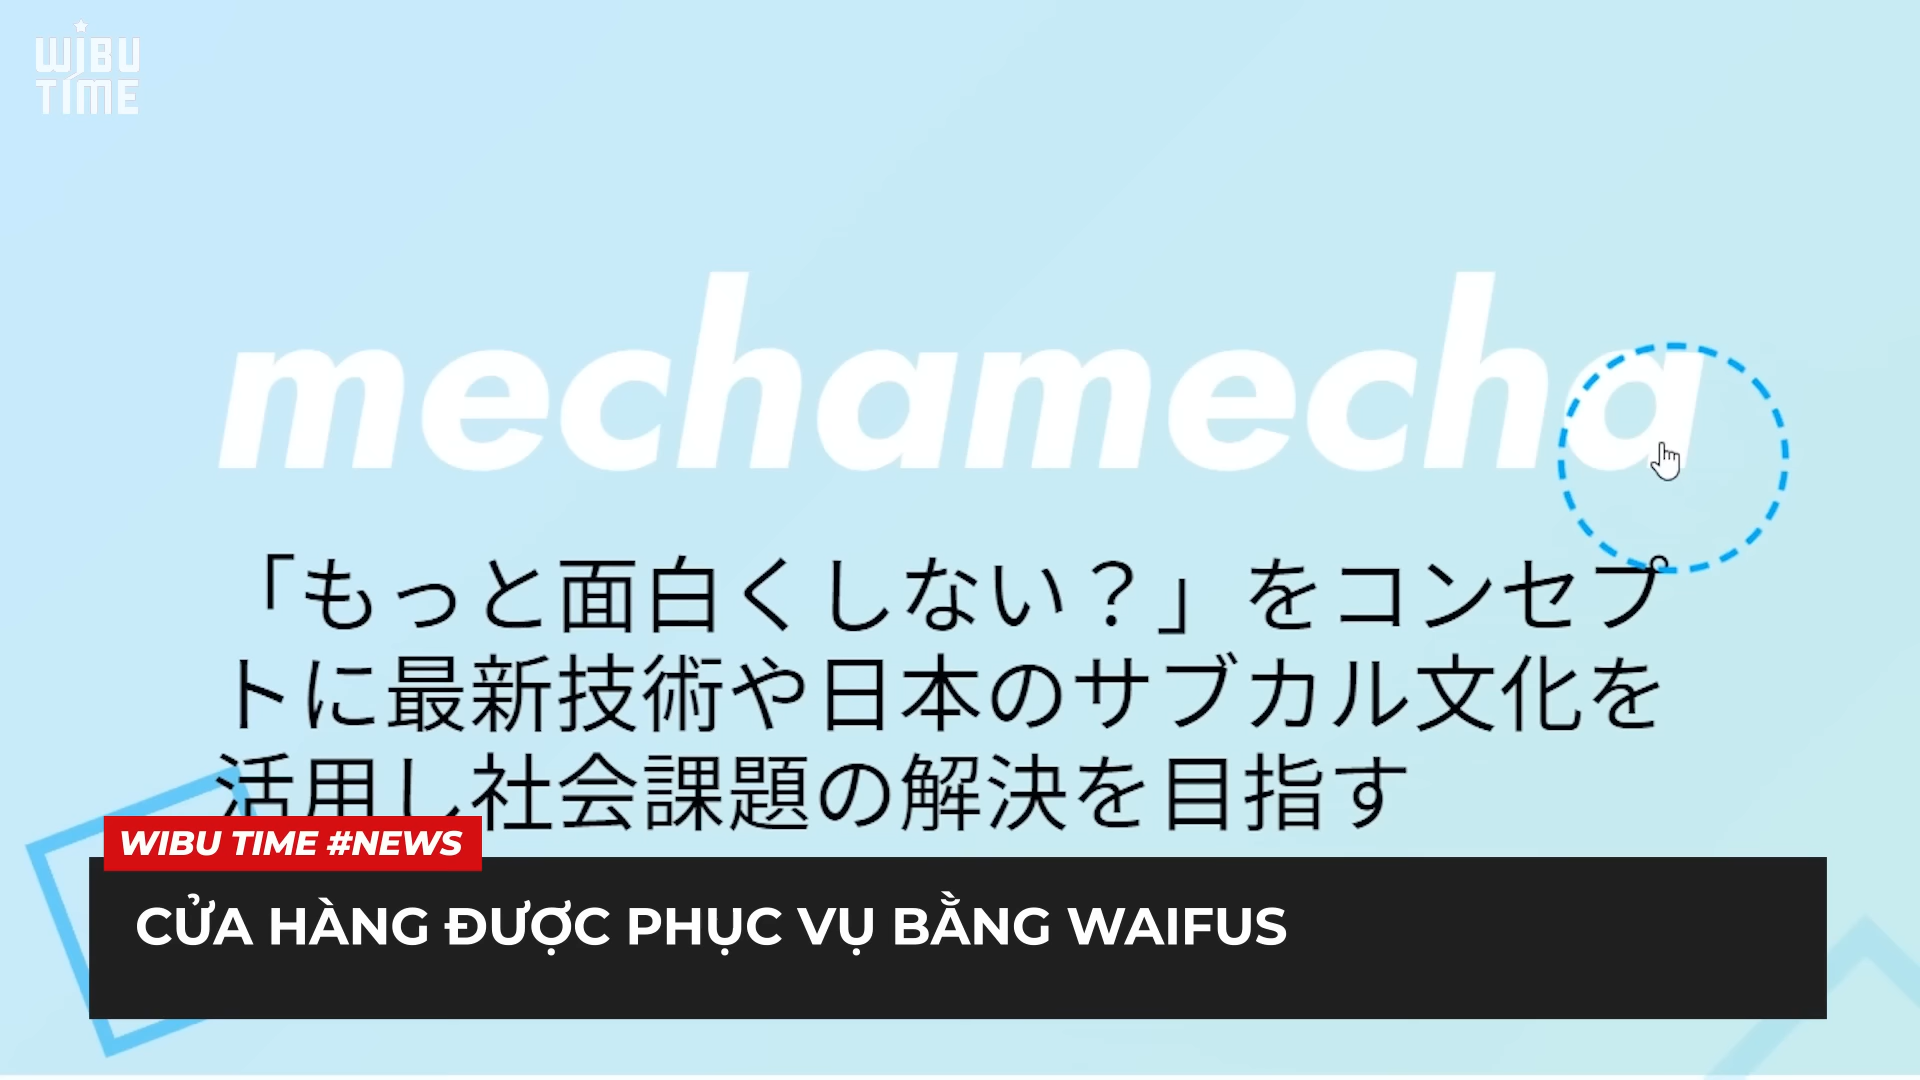 WIBU
TIME
mechamecha
「もっと面白くしない？」をコンセプ
トに最新技術や日本のサブカル文化を
活用し社会課題の解決を目指す
WIBU TIME #NEWS
CỬA HÀNG ĐƯỢC PHỤC VỤ BẰNG WAIFUS